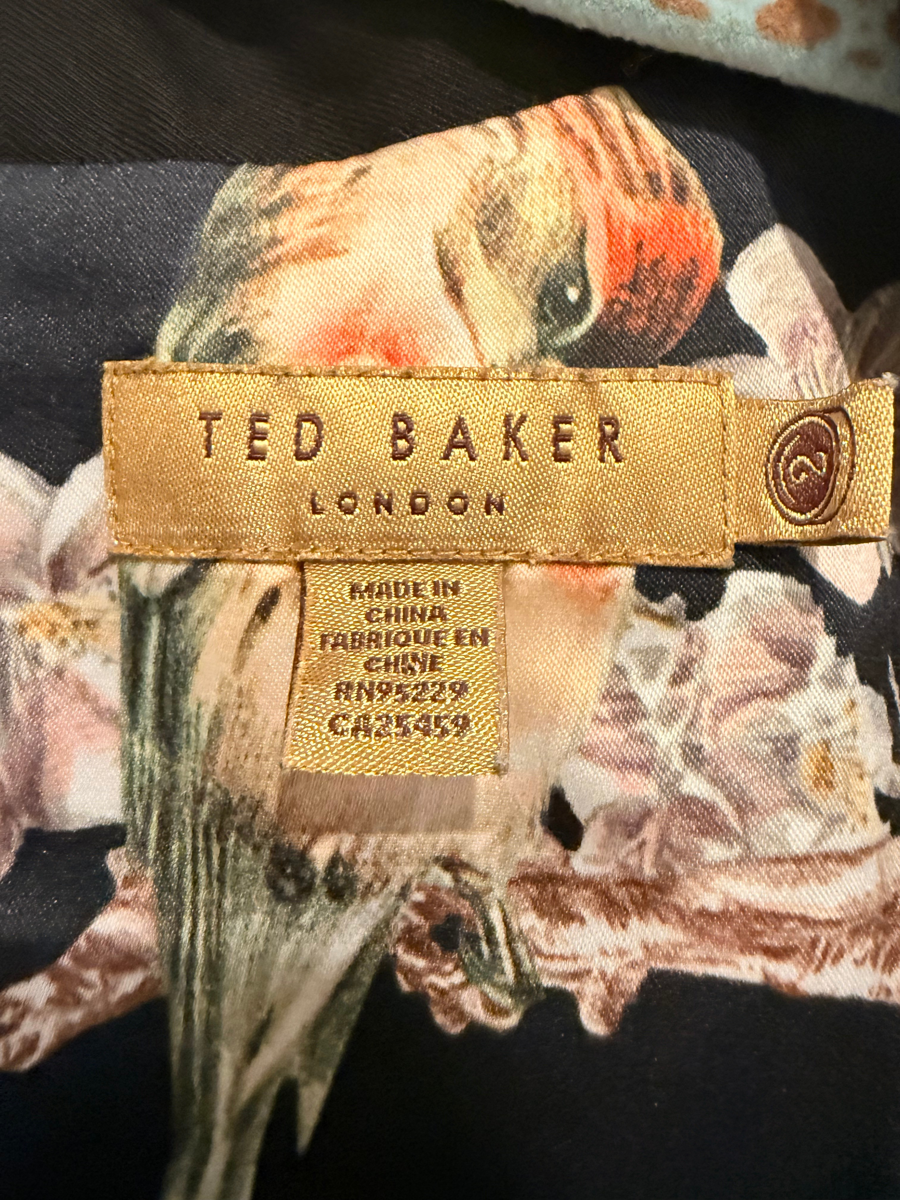 TED BAKER
LONDON
2
MADE IN
CHINA
FABRIQUE EN
CHINE
RN95229
CA25459